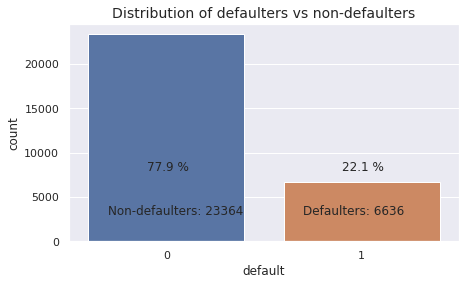 Distribution of defaulters vs non-defaulters
count
20000
15000
10000
5000
0
77.9 %
22.1 %
Non-defaulters: 23364
Defaulters: 6636
0
1
default